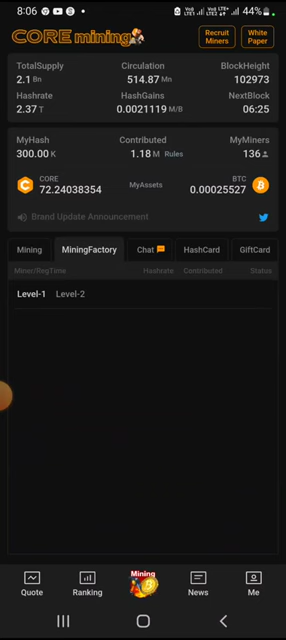 8:06 44%
CORE mining
Recruit Miners
White Paper
TotalSupply Circulation BlockHeight
2.1 Bn 514.87 Mn 102973
Hashrate HashGains NextBlock
2.37 T 0.0021119 M/B 06:25
MyHash Contributed MyMiners
300.00 K 1.18 M Rules 136
CORE BTC
72.24038354 MyAssets 0.00025527
Brand Update Announcement
Mining MiningFactory Chat HashCard GiftCard
Miner/RegTime Hashrate Contributed Status
Level-1 Level-2
Mining
Quote Ranking News Me